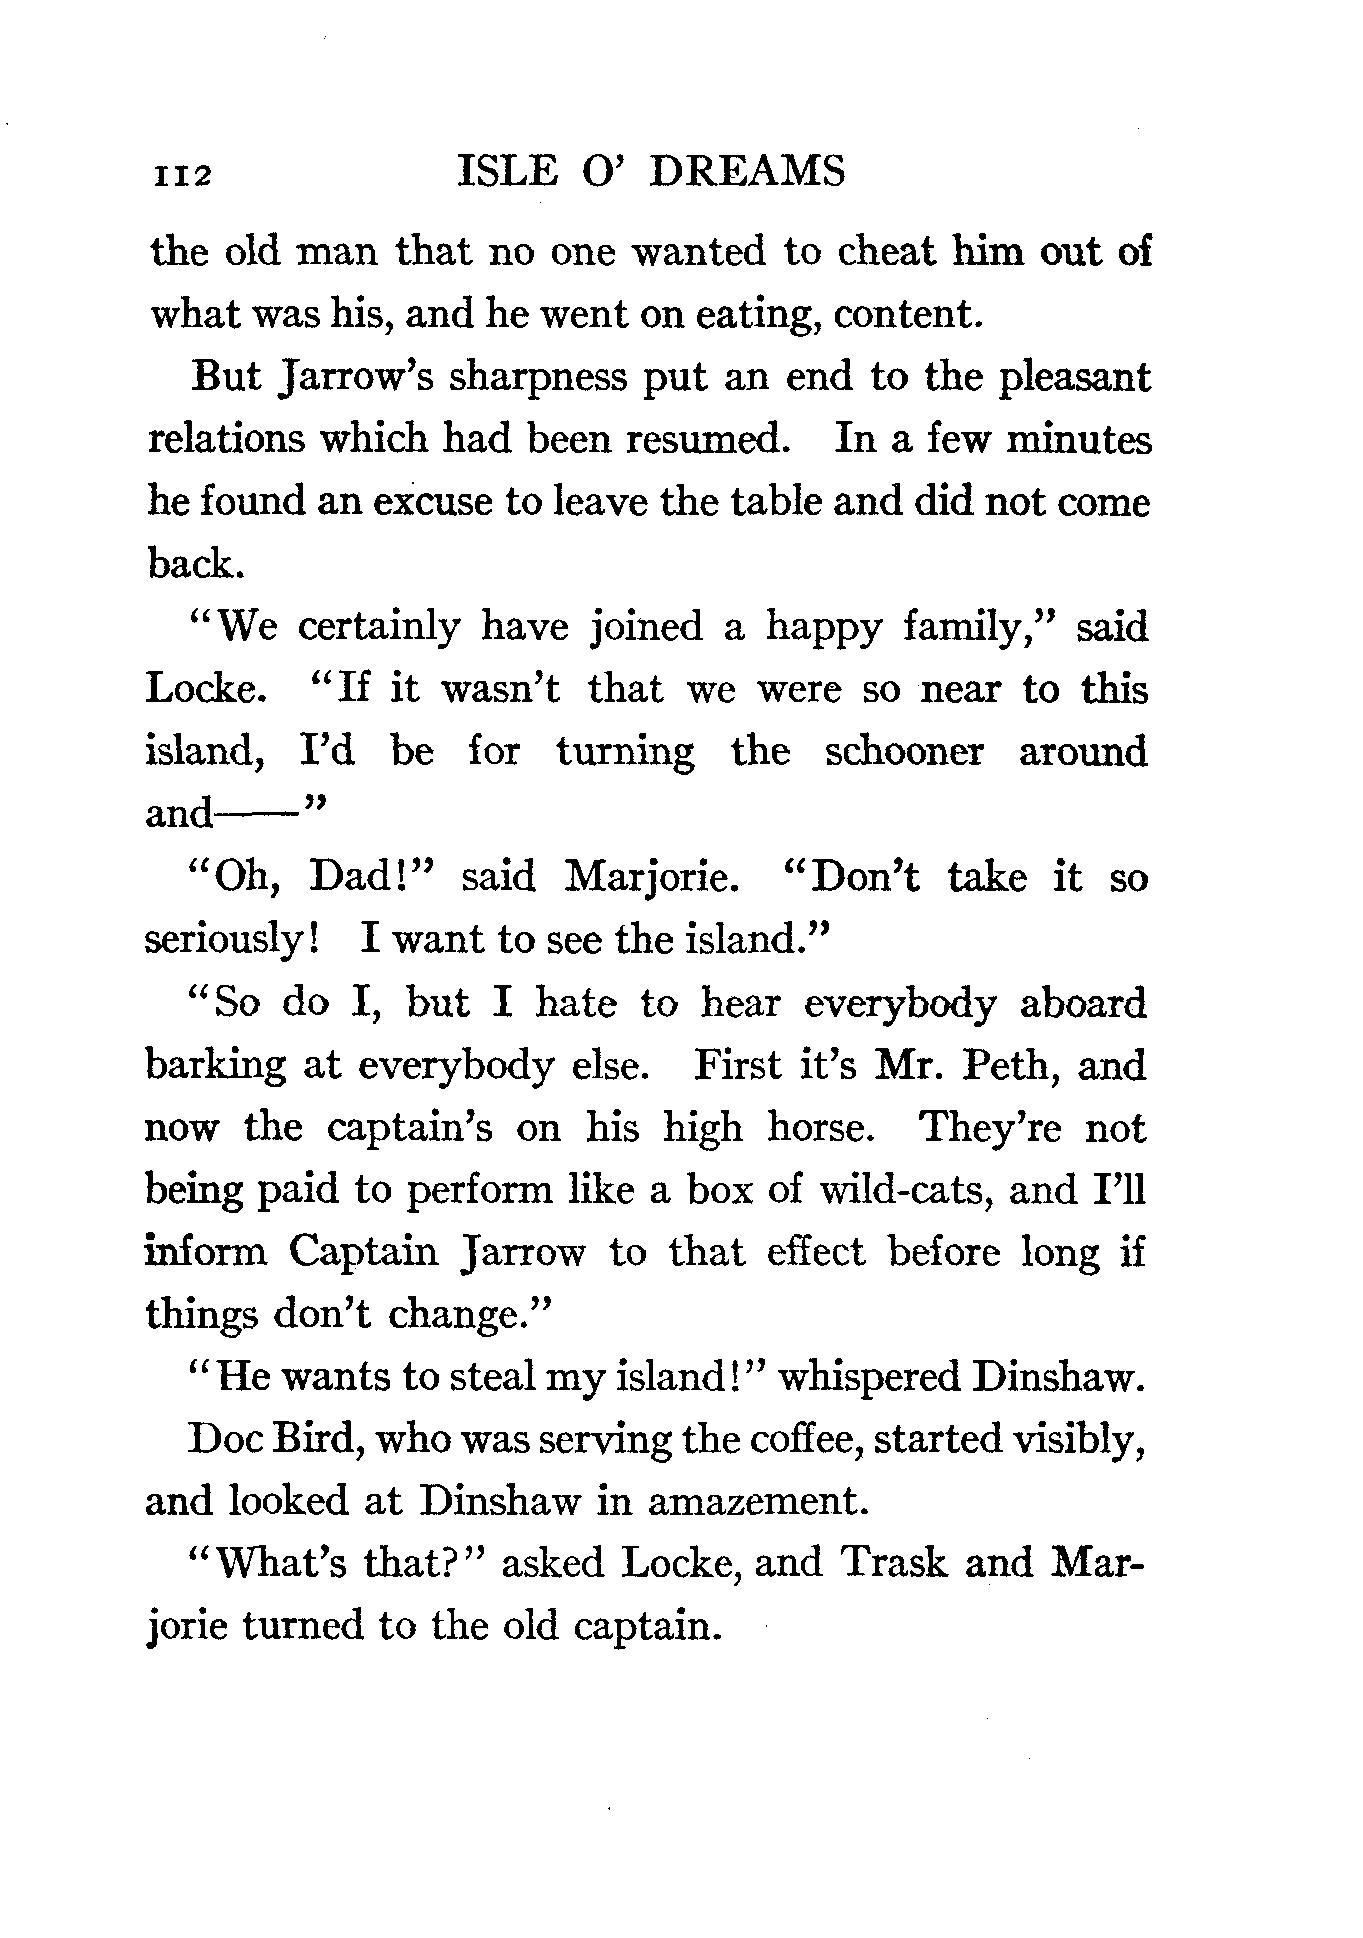 112 ISLE O’ DREAMS
the old man that no one wanted to cheat him out of
what was his, and he went on eating, content.
But Jarrow’s sharpness put an end to the pleasant
relations which had been resumed. In a few minutes
he found an excuse to leave the table and did not come
back.
“We certainly have joined a happy family,” said
Locke. “If it wasn’t that we were so near to this
island, I’d be for turning the schooner around
and——”
“Oh, Dad!” said Marjorie. “Don’t take it so
seriously! I want to see the island.”
“So do I, but I hate to hear everybody aboard
barking at everybody else. First it’s Mr. Peth, and
now the captain’s on his high horse. They’re not
being paid to perform like a box of wild-cats, and I’ll
inform Captain Jarrow to that effect before long if
things don’t change.”
“He wants to steal my island!” whispered Dinshaw.
Doc Bird, who was serving the coffee, started visibly,
and looked at Dinshaw in amazement.
“What’s that?” asked Locke, and Trask and Mar-
jorie turned to the old captain.